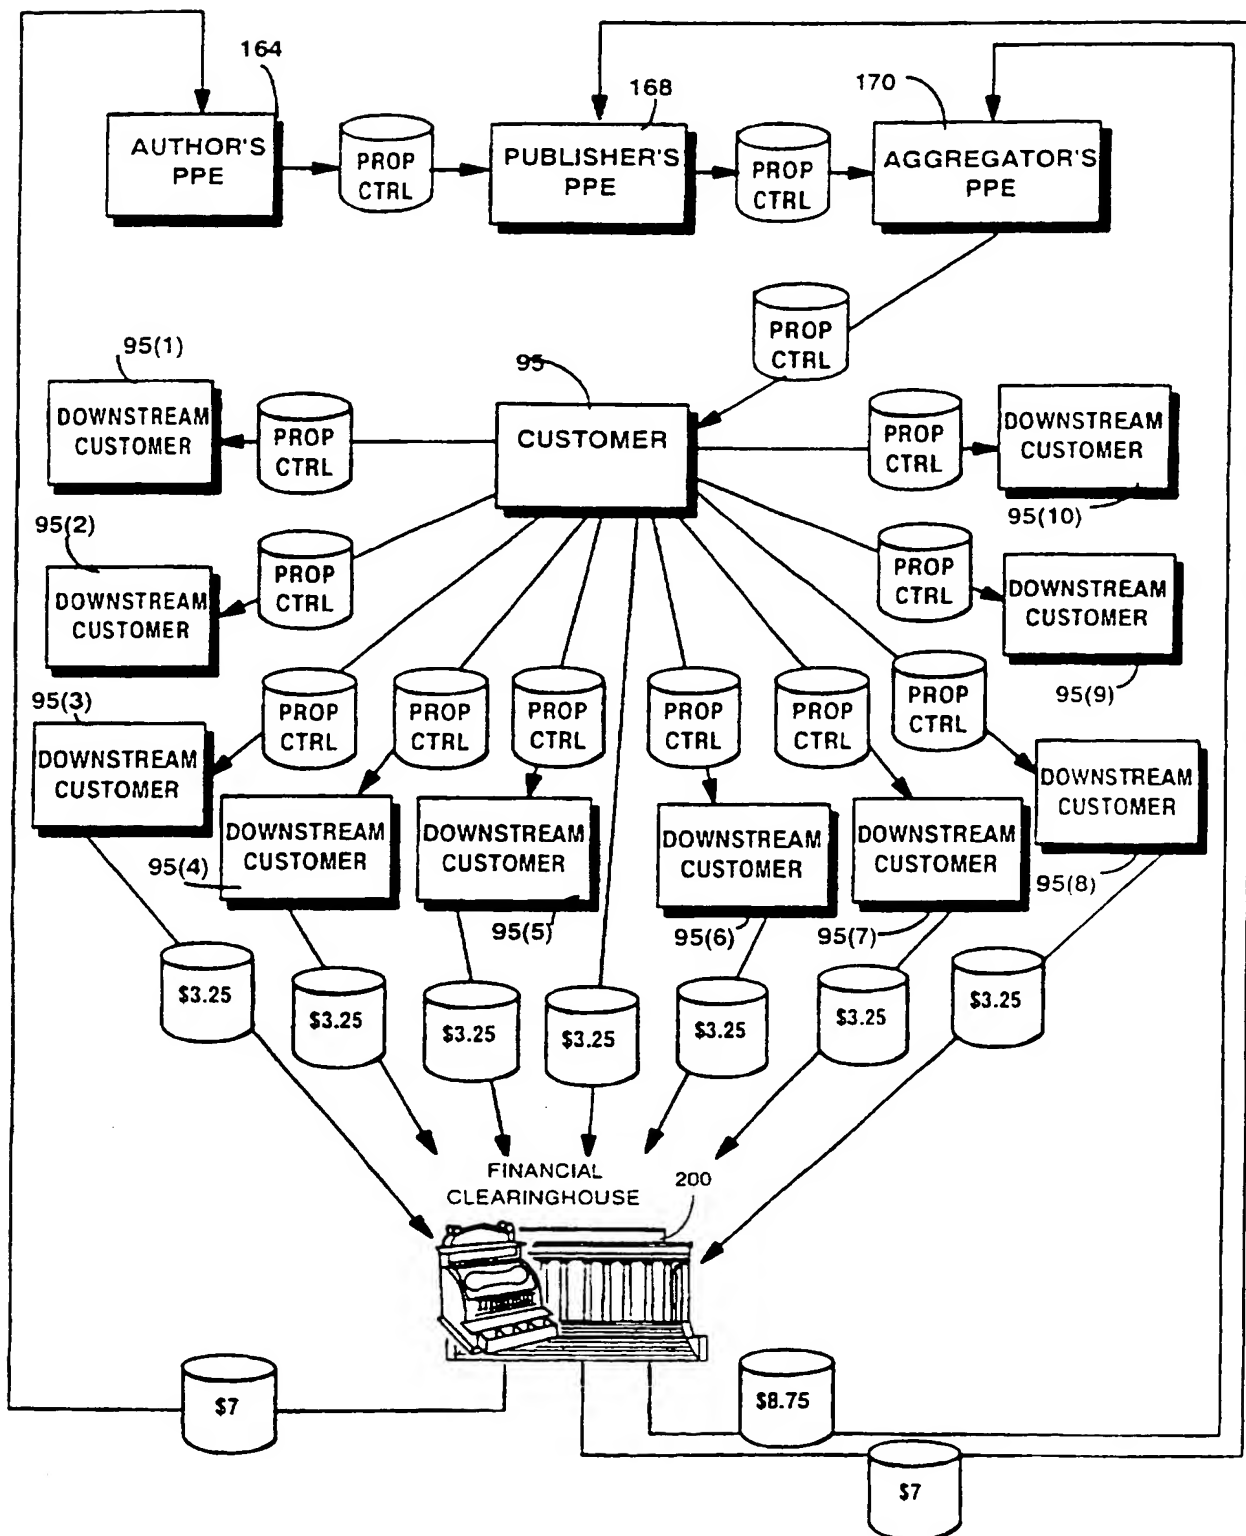 164
168
170
AUTHOR'S
PPE
PROP
CTRL
PUBLISHER'S
PPE
PROP
CTRL
AGGREGATOR'S
PPE
PROP
CTRL
95(1)
95
DOWNSTREAM
CUSTOMER
PROP
CTRL
CUSTOMER
PROP
CTRL
DOWNSTREAM
CUSTOMER
95(10)
95(2)
DOWNSTREAM
CUSTOMER
PROP
CTRL
PROP
CTRL
DOWNSTREAM
CUSTOMER
95(9)
95(3)
DOWNSTREAM
CUSTOMER
PROP
CTRL
PROP
CTRL
PROP
CTRL
PROP
CTRL
PROP
CTRL
PROP
CTRL
DOWNSTREAM
CUSTOMER
95(8)
DOWNSTREAM
CUSTOMER
95(4)
DOWNSTREAM
CUSTOMER
95(5)
DOWNSTREAM
CUSTOMER
95(6)
DOWNSTREAM
CUSTOMER
95(7)
$3.25
$3.25
$3.25
$3.25
$3.25
$3.25
$3.25
FINANCIAL
CLEARINGHOUSE
200
$7
$8.75
$7